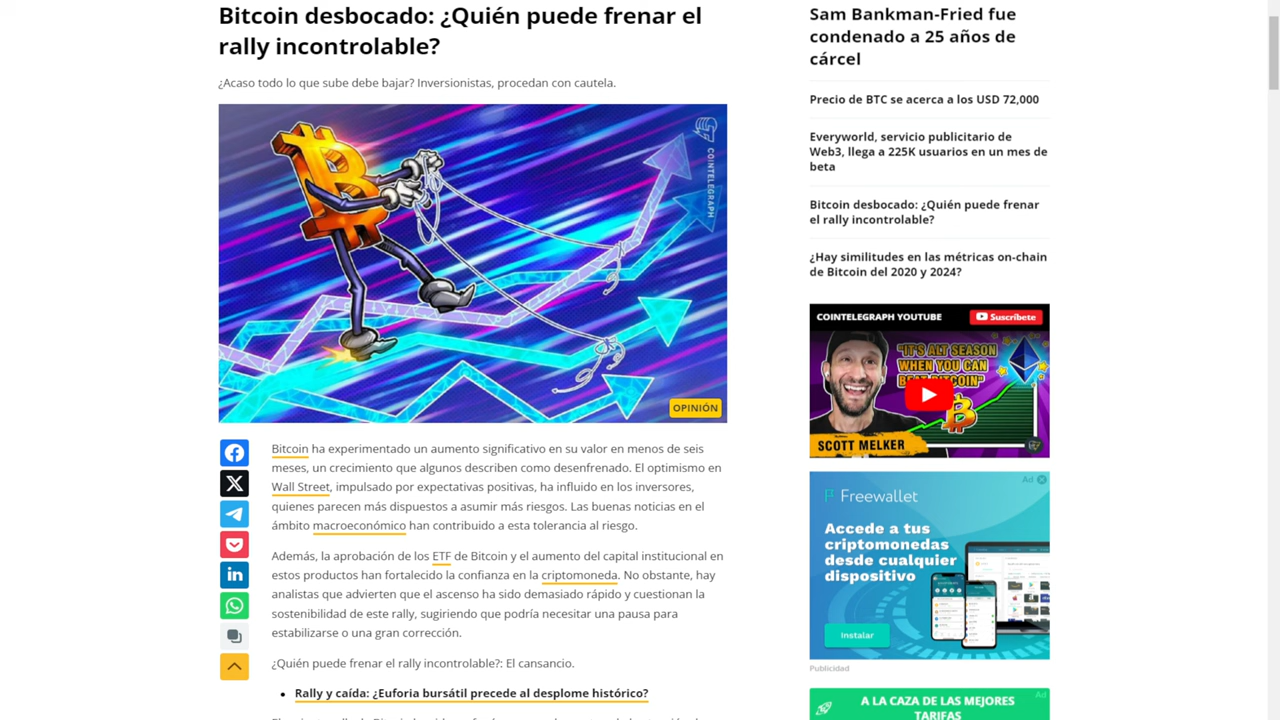 Bitcoin desbocado: ¿Quién puede frenar el
rally incontrolable?
¿Acaso todo lo que sube debe bajar? Inversionistas, procedan con cautela.
COINTELEGRAPH
OPINIÓN
Bitcoin ha experimentado un aumento significativo en su valor en menos de seis
meses, un crecimiento que algunos describen como desenfrenado. El optimismo en
Wall Street, impulsado por expectativas positivas, ha influido en los inversores,
quienes parecen más dispuestos a asumir más riesgos. Las buenas noticias en el
ámbito macroeconómico han contribuido a esta tolerancia al riesgo.
Además, la aprobación de los ETF de Bitcoin y el aumento del capital institucional en
estos productos han fortalecido la confianza en la criptomoneda. No obstante, hay
analistas que advierten que el ascenso ha sido demasiado rápido y cuestionan la
sostenibilidad de este rally, sugiriendo que podría necesitar una pausa para
estabilizarse o una gran corrección.
¿Quién puede frenar el rally incontrolable?: El cansancio.
• Rally y caída: ¿Euforia bursátil precede al desplome histórico?
Sam Bankman-Fried fue
condenado a 25 años de
cárcel
Precio de BTC se acerca a los USD 72,000
Everyworld, servicio publicitario de
Web3, llega a 225K usuarios en un mes de
beta
Bitcoin desbocado: ¿Quién puede frenar
el rally incontrolable?
¿Hay similitudes en las métricas on-chain
de Bitcoin del 2020 y 2024?
COINTELEGRAPH YOUTUBE
Suscríbete
"IT'S ALT SEASON
WHEN YOU CAN
BEAT BITCOIN"
SCOTT MELKER
Ad
Freewallet
Accede a tus
criptomonedas
desde cualquier
dispositivo
Instalar
Publicidad
Ad
A LA CAZA DE LAS MEJORES
TARIFAS